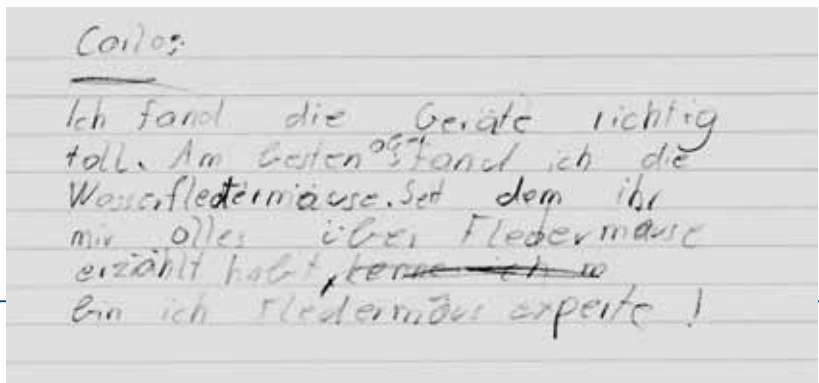 Carlos:
Ich fand die Geräte richtig
toll. Am besten fand ich die
Wasserfledermäuse. Seit dem ihr
mir alles über Fledermäuse
erzählt habt,
bin ich Fledermäus experte!